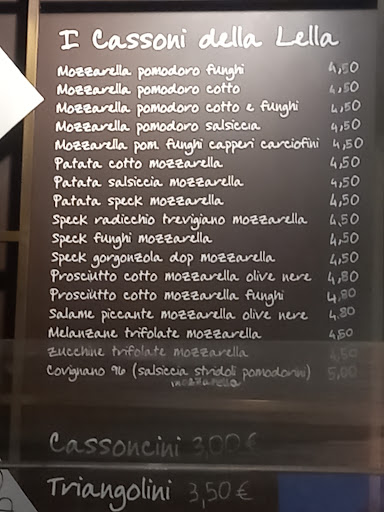 I Cassoni della Lella
Mozzarella pomodoro funghi 4,50
Mozzarella pomodoro cotto 4,50
Mozzarella pomodoro cotto e funghi 4,50
Mozzarella pomodoro salsiccia 4,50
Mozzarella pom funghi capperi carciofini 4,50
Patata cotto mozzarella 4,50
Patata salsiccia mozzarella 4,50
Patata speck mozzarella 4,50
Speck radicchio trevigiano mozzarella 4,50
Speck funghi mozzarella 4,50
Speck gorgonzola dop mozzarella 4,50
Prosciutto cotto mozzarella olive nere 4,80
Prosciutto cotto mozzarella funghi 4,80
Salame piccante mozzarella olive nere 4,80
Melanzane trifolate mozzarella 4,50
Zucchine trifolate mozzarella 4,50
Covignano 96 (salsiccia stridoli pomodorini) 5,00
mozzarella
Cassoncini 3,00 €
Triangolini 3,50 €